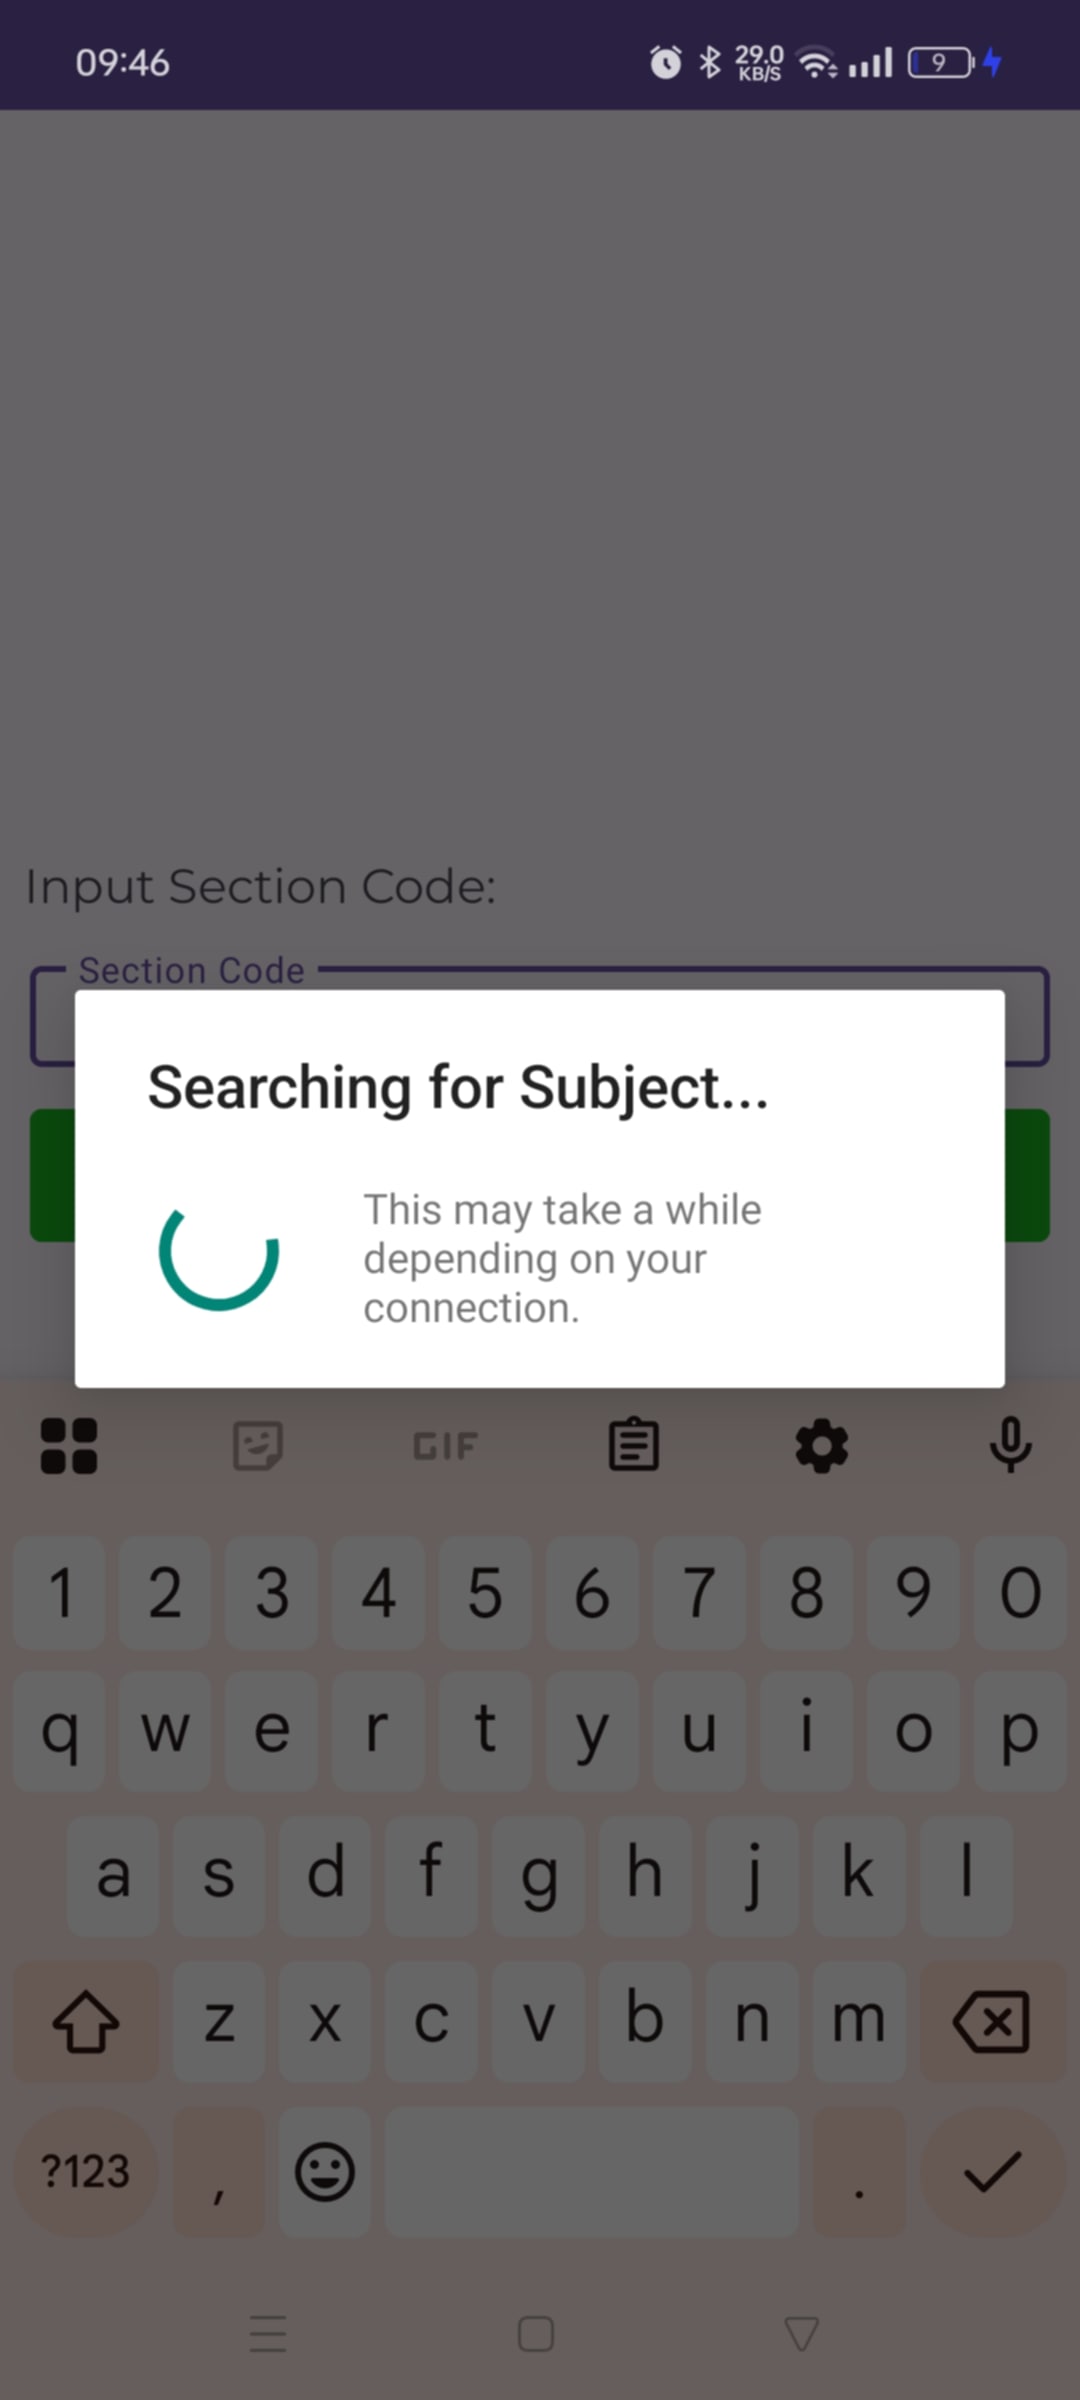 09:46
29.0
KB/S
9
Input Section Code:
Section Code
Searching for Subject...
This may take a while
depending on your
connection.
GIF
1 2 3 4 5 6 7 8 9 0
q w e r t y u i o p
a s d f g h j k l
z x c v b n m
?123 , .